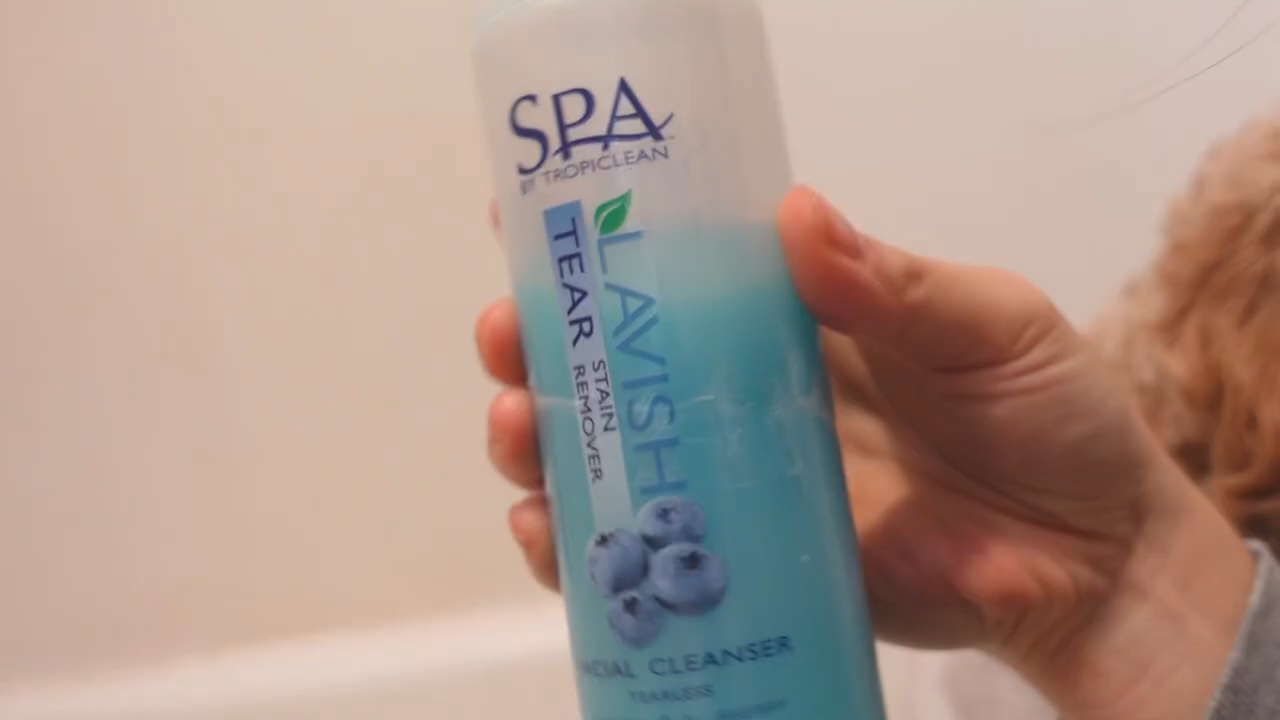 SPA
BY TROPICLEAN
LAVISH
TEAR
STAIN
REMOVER
FACIAL CLEANSER
TEARLESS